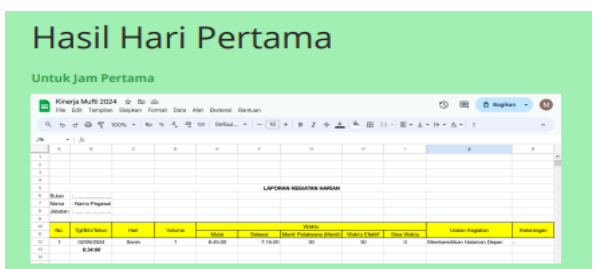 Hasil Hari Pertama
Untuk Jam Pertama
Kinerja Mufti 2024
File Edit Tampilan Sisipkan Format Data Alat Ekstensi Bantuan
Bagikan
100% 123 Defaul... 10
A B C D E F G H I J K
LAPORAN KEGIATAN HARIAN
Bulan :
Nama : Nama Pegawai
Jabatan :
No. Tgl/Bln/Tahun Hari Volume Waktu Uraian Kegiatan Keterangan
Mulai Selesai Menit Pelaksana (Menit) Waktu Efektif Sisa Waktu
1 02/09/2024 Senin 1 6:45:00 7:15:00 30 30 0 Membersihkan Halaman Depan -
6:34:00